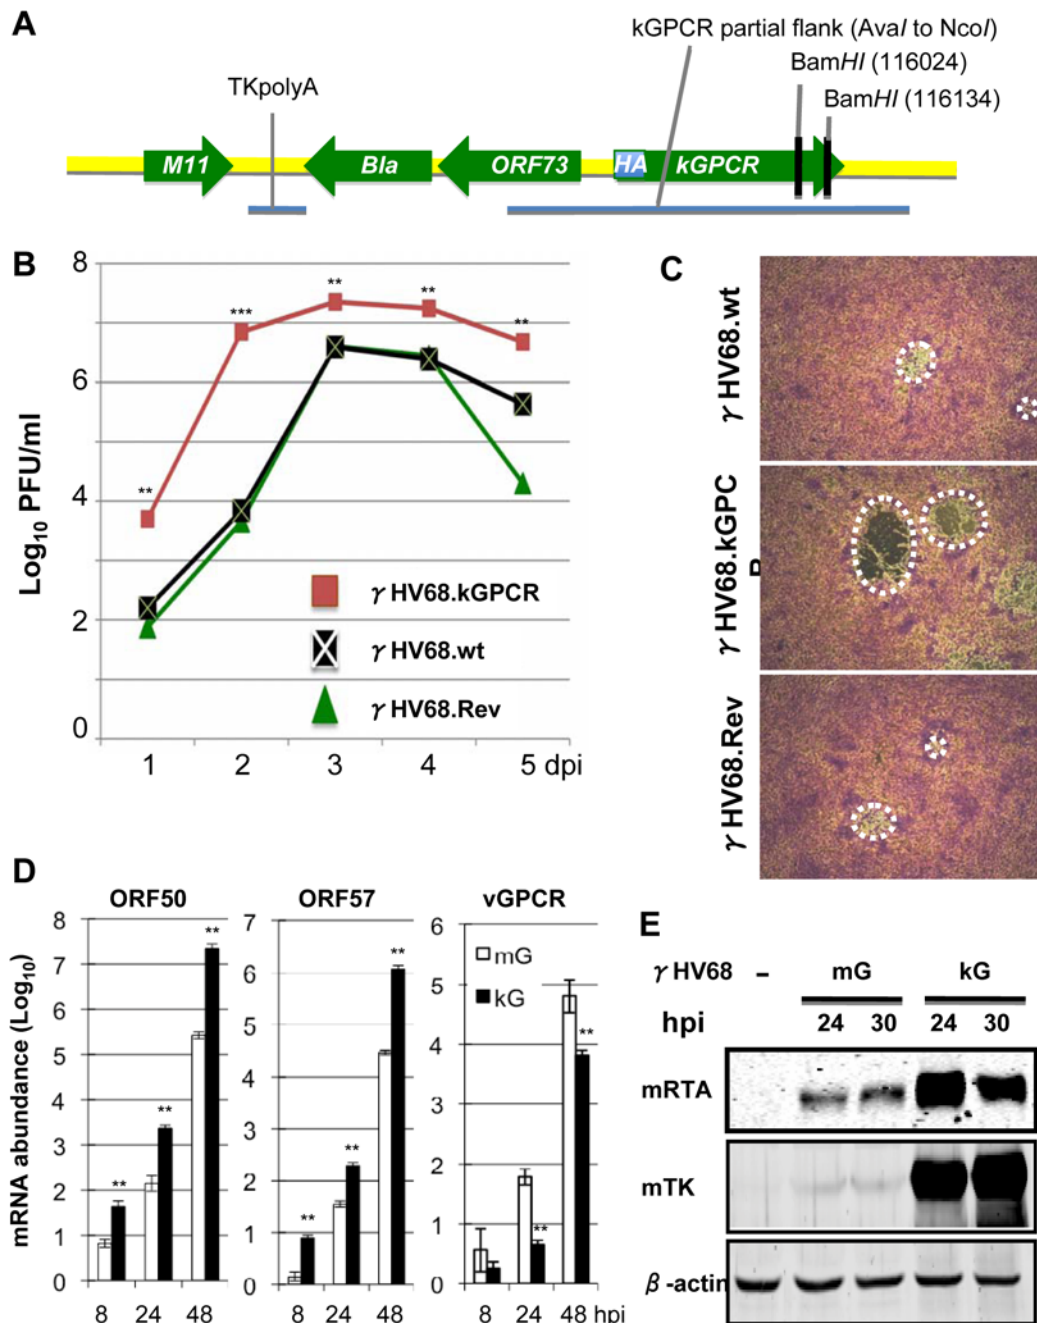 A
kGPCR partial flank (AvaI to NcoI)
BamHI (116024)
TKpolyA
BamHI (116134)
M11
Bla
ORF73
HA
kGPCR
B
8
6
4
2
0
Log10 PFU/ml
**
***
**
**
**
γ HV68.kGPCR
γ HV68.wt
γ HV68.Rev
1 2 3 4 5 dpi
C
γ HV68.wt
γ HV68.kGPC
R
γ HV68.Rev
D
ORF50
ORF57
vGPCR
mRNA abundance (Log10)
8
7
6
5
4
3
2
1
0
** ** **
8 24 48
7
6
5
4
3
2
1
0
** ** **
8 24 48
6
5
4
3
2
1
0
mG
kG
** **
8 24 48 hpi
E
γ HV68 – mG kG
hpi 24 30 24 30
mRTA
mTK
β-actin